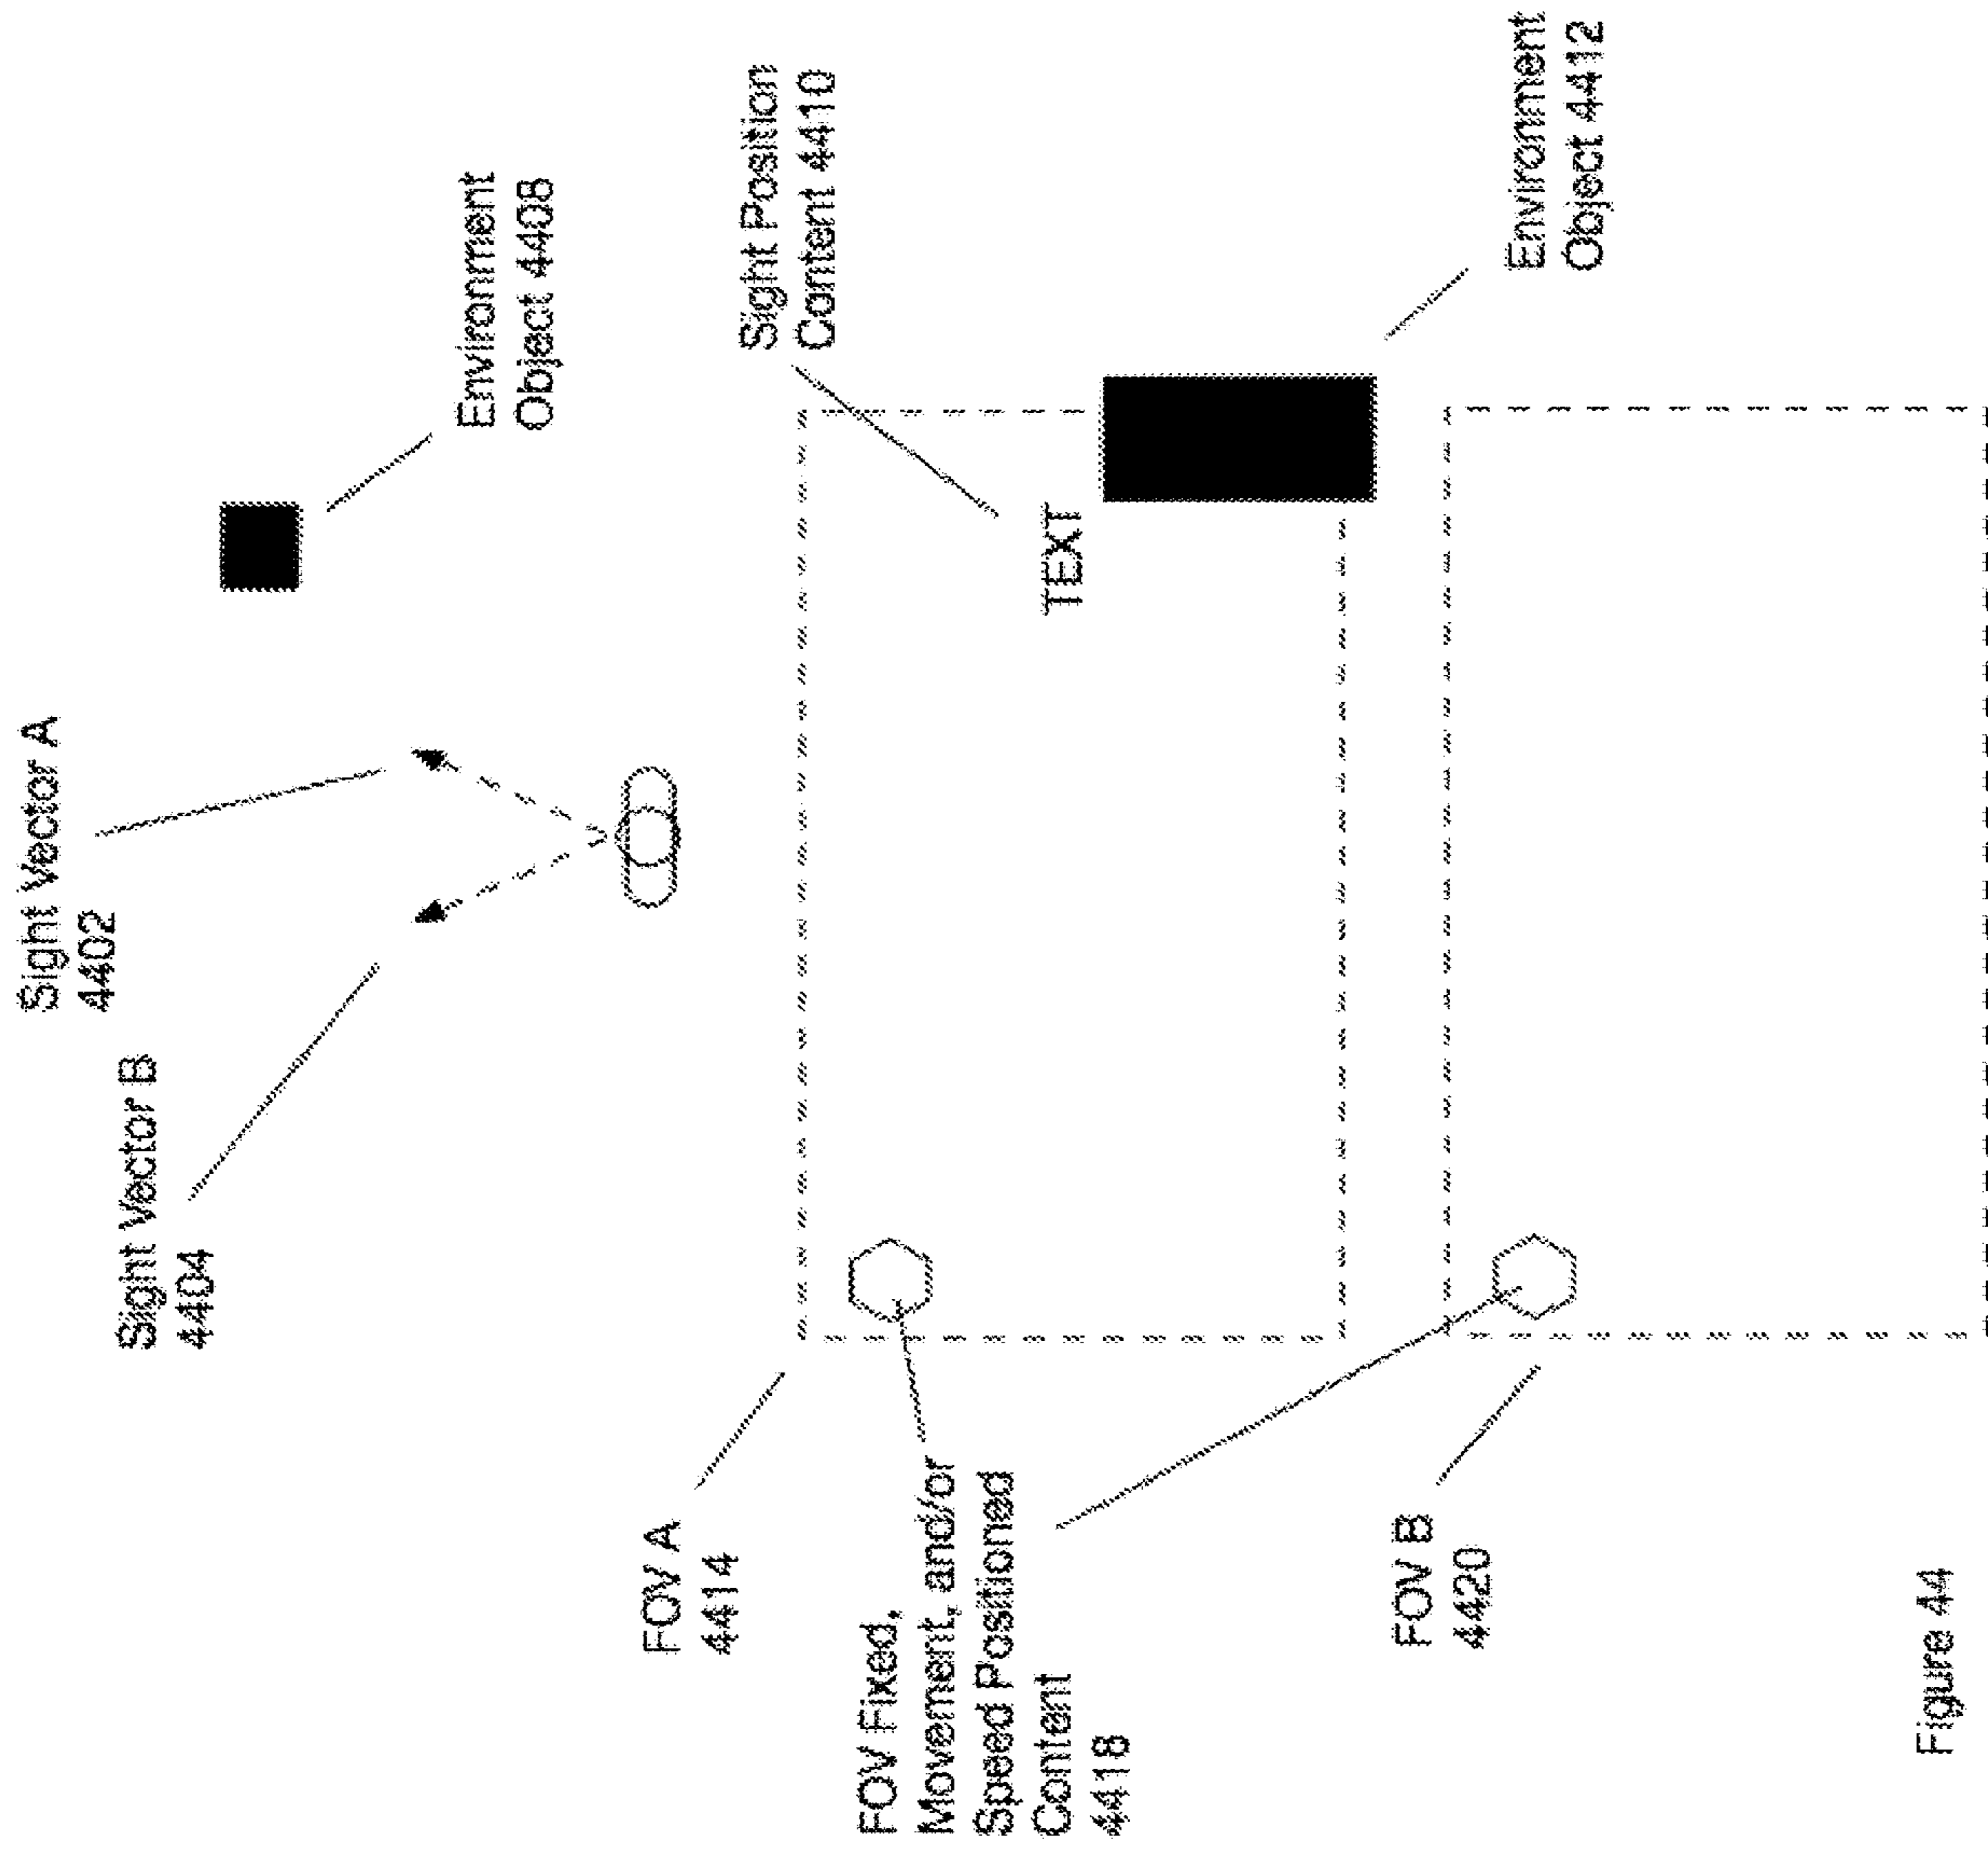 Sight Vector A
4402
Sight Vector B
4404
Environment
Object 4408
FOV A
4414
Sight Position
Content 4410
TEXT
FOV Fixed,
Movement, and/or
Speed Positioned
Content
4418
Environment
Object 4412
FOV B
4420
Figure 44